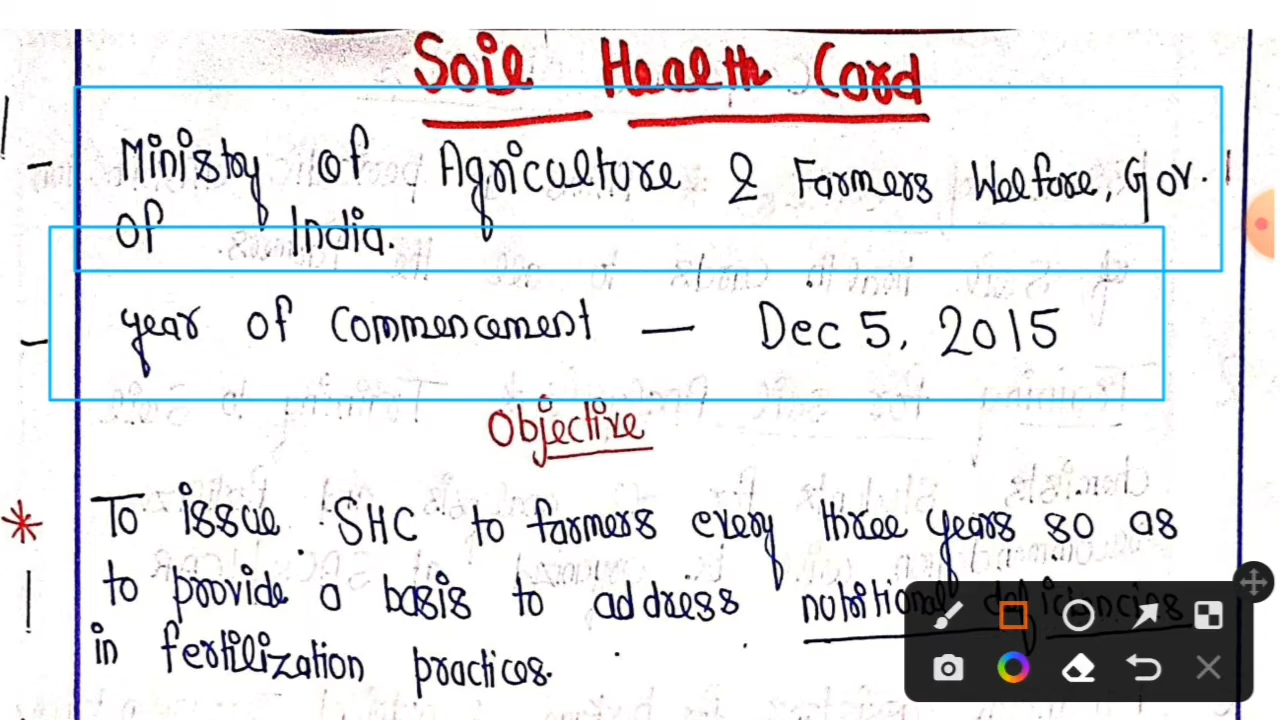 Soil Health Card
- Ministry of Agriculture & Farmers Welfare, Gov.
of India.
- year of commencement — Dec 5, 2015
Objective
* To issue SHC to farmers every three years so as
to provide a basis to address nutritional deficiencies
in fertilization practices.